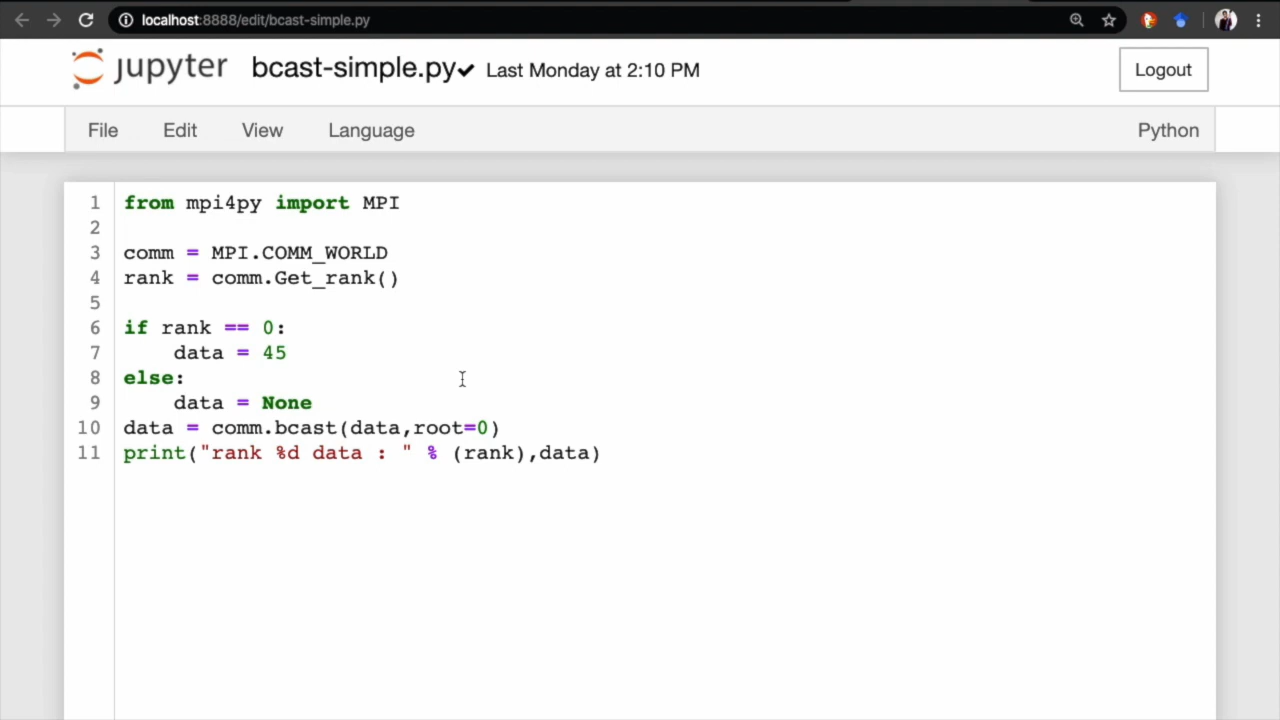 localhost:8888/edit/bcast-simple.py
jupyter bcast-simple.py Last Monday at 2:10 PM Logout
File Edit View Language Python
1 from mpi4py import MPI
2
3 comm = MPI.COMM_WORLD
4 rank = comm.Get_rank()
5
6 if rank == 0:
7     data = 45
8 else:
9     data = None
10 data = comm.bcast(data,root=0)
11 print("rank %d data : " % (rank),data)